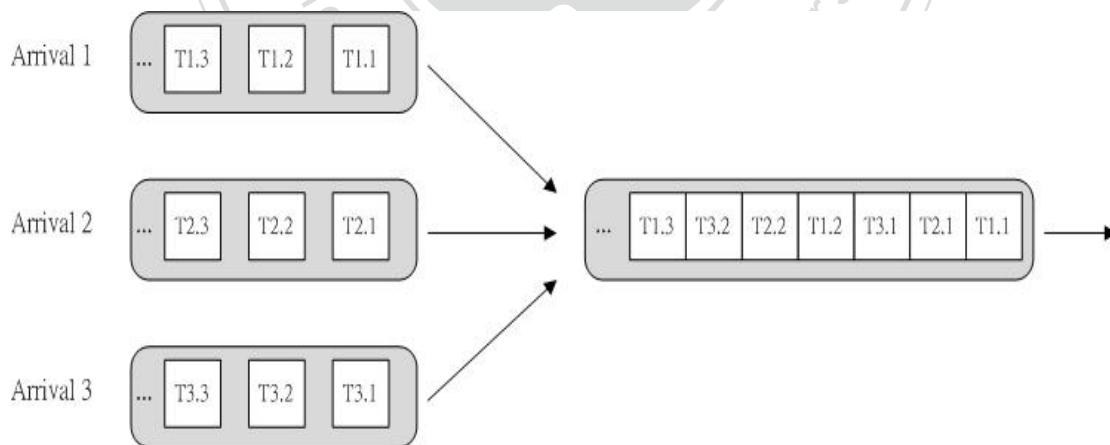 Arrival 1
... T1.3 T1.2 T1.1
Arrival 2
... T2.3 T2.2 T2.1
... T1.3 T3.2 T2.2 T1.2 T3.1 T2.1 T1.1
Arrival 3
... T3.3 T3.2 T3.1